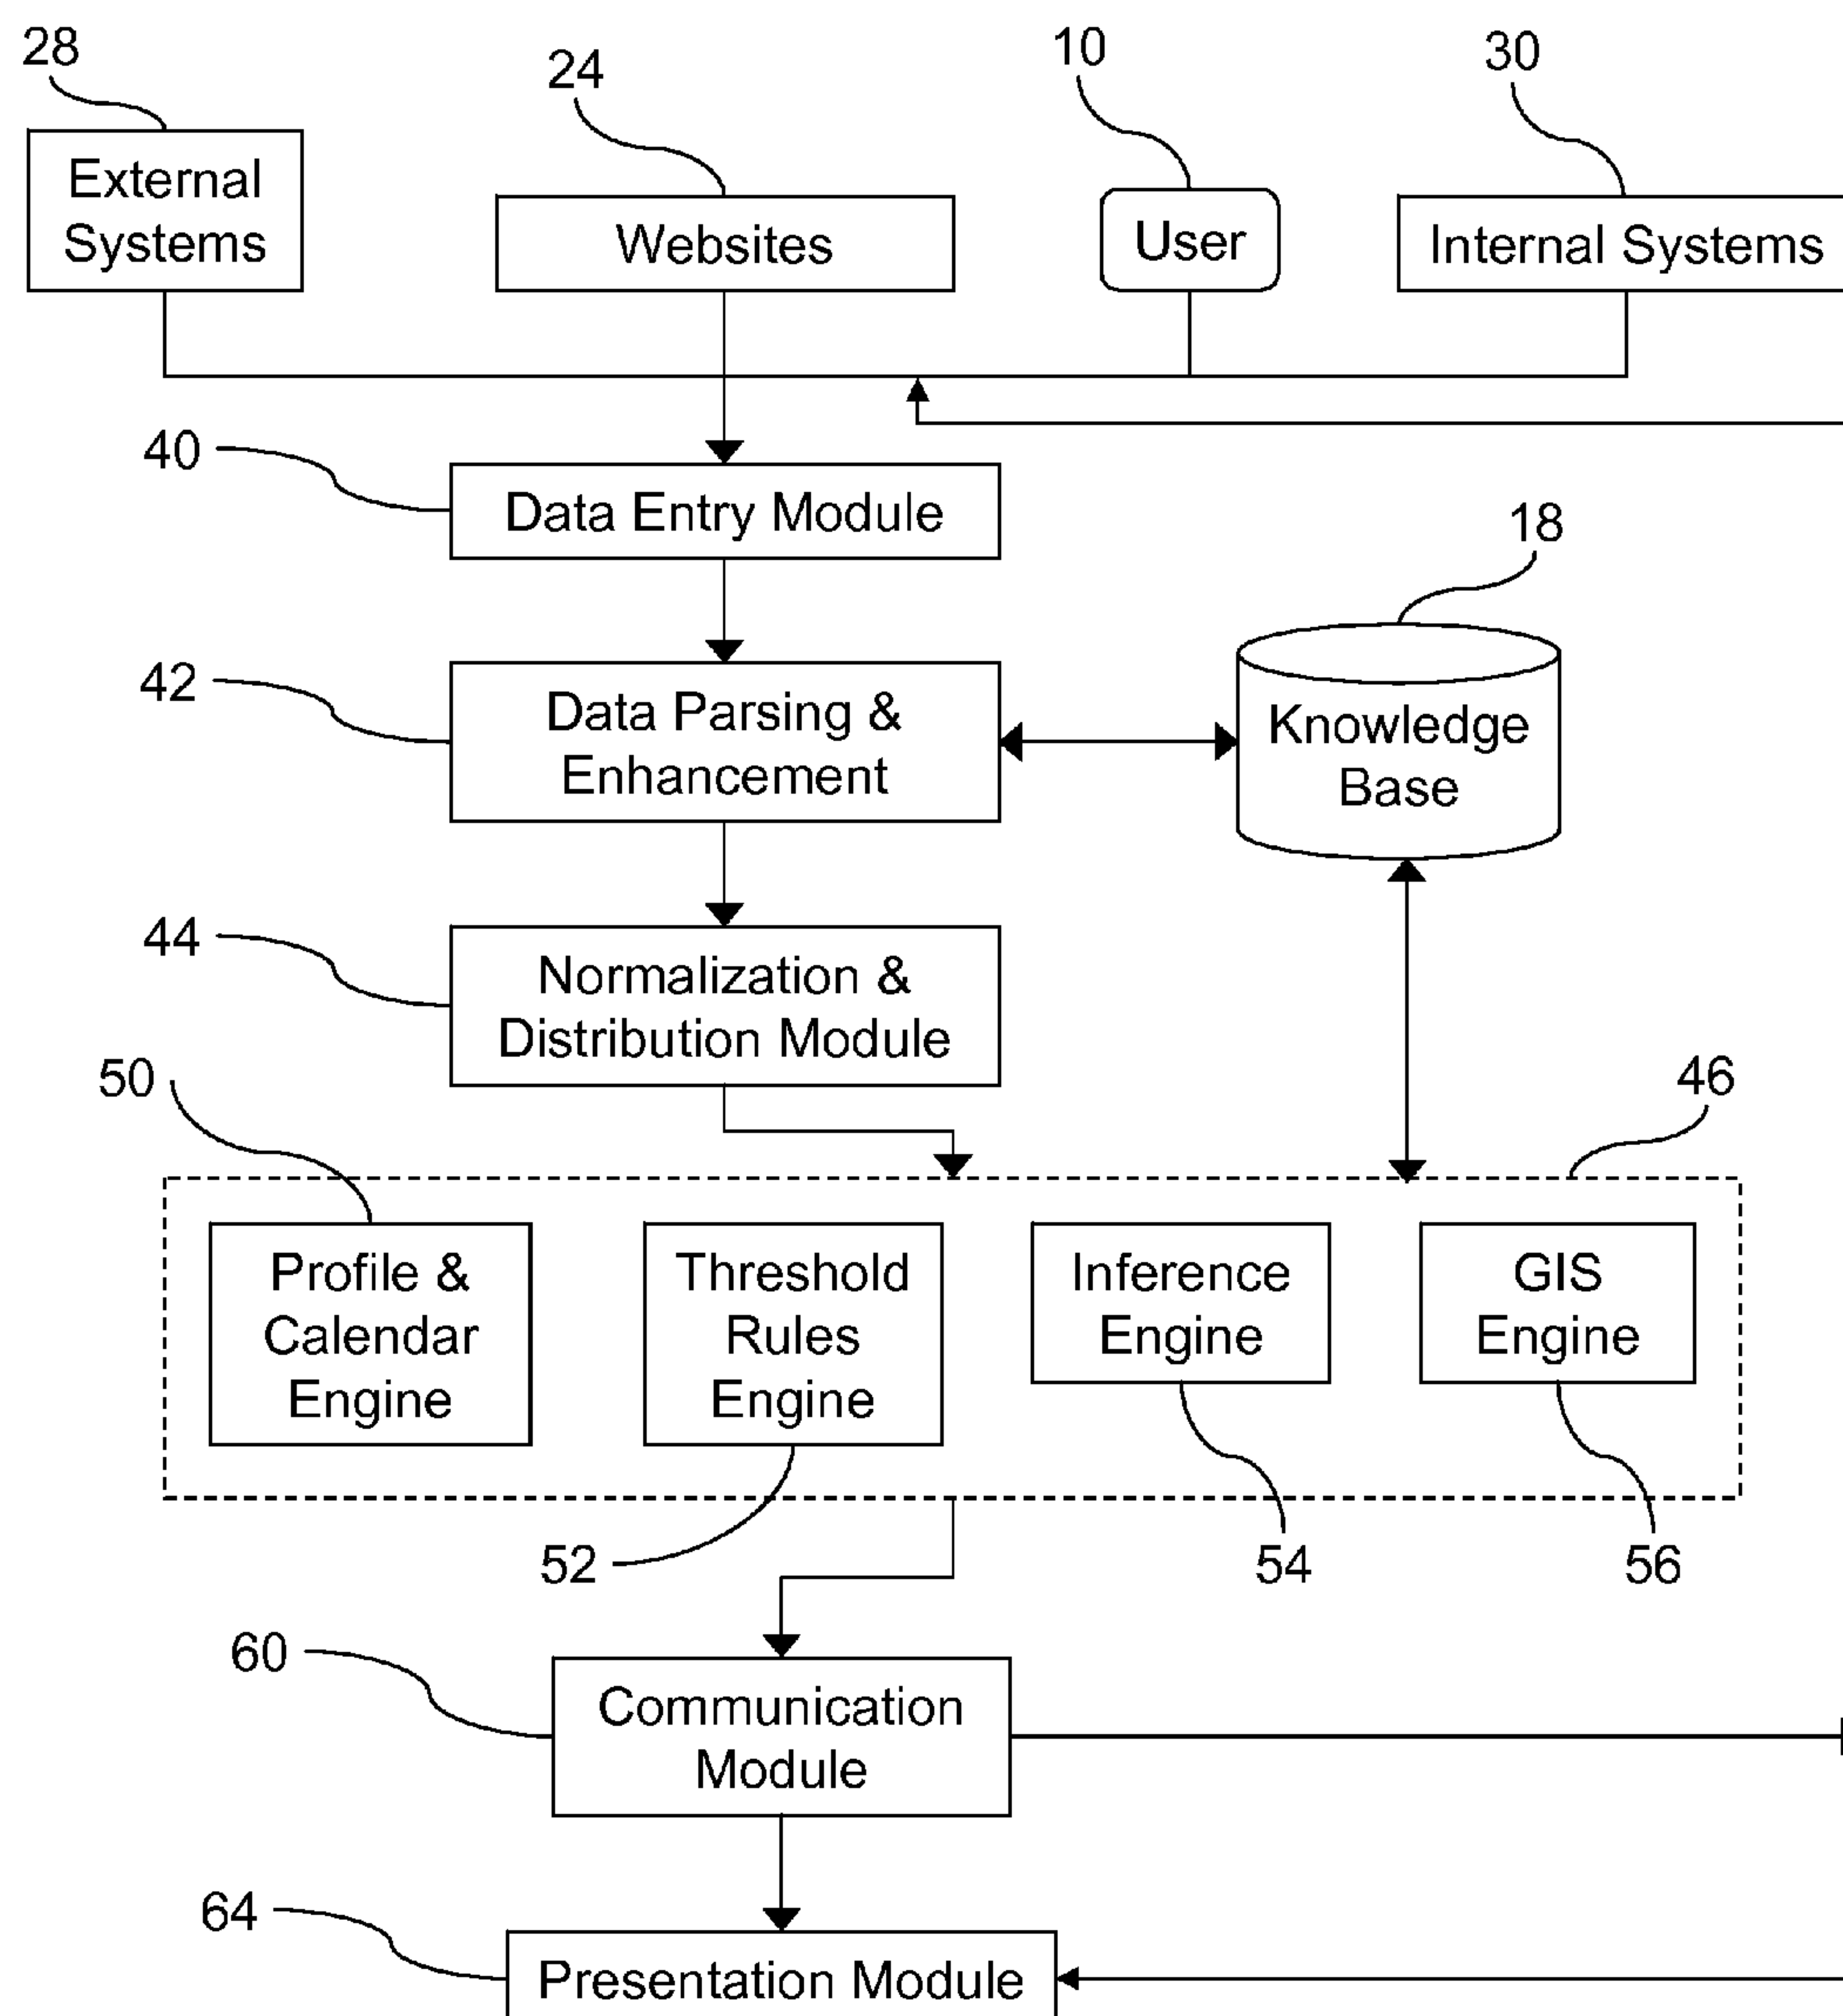 28
24
10
30
External
Systems
Websites
User
Internal Systems
40
Data Entry Module
18
42
Data Parsing &
Enhancement
Knowledge
Base
44
Normalization &
Distribution Module
50
46
Profile &
Calendar
Engine
Threshold
Rules
Engine
Inference
Engine
GIS
Engine
52
54
56
60
Communication
Module
64
Presentation Module